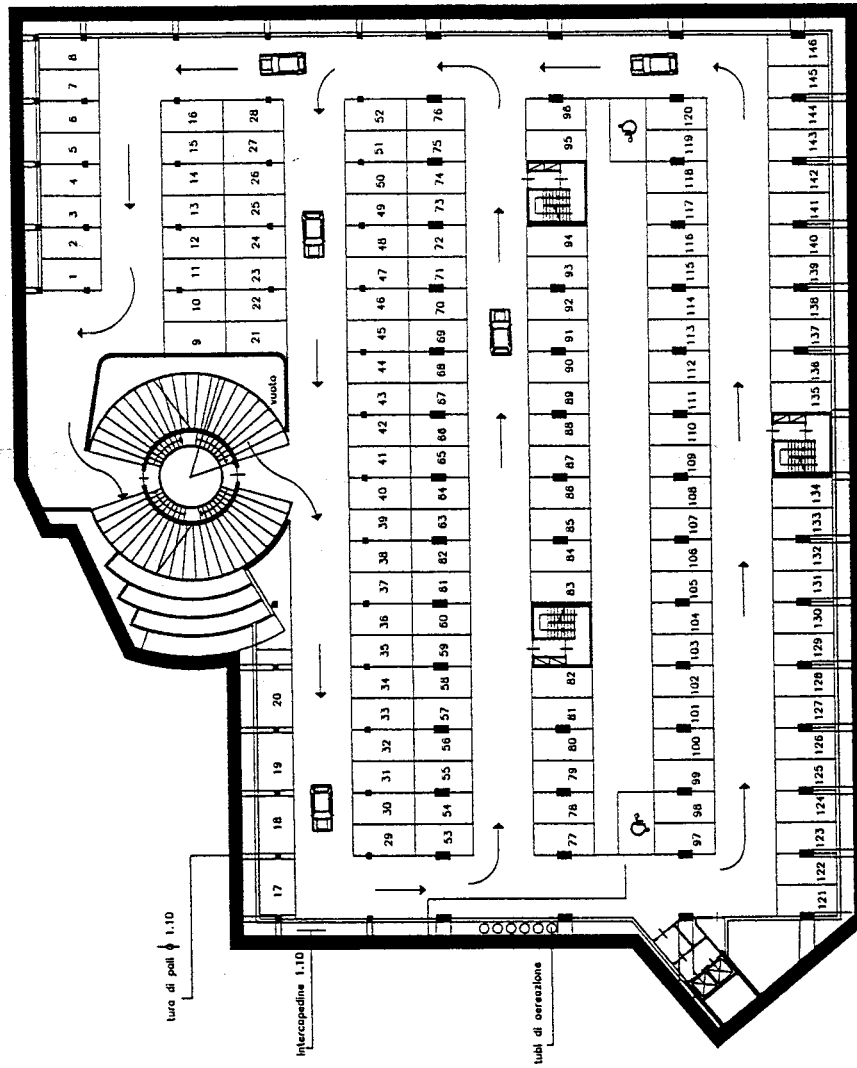 tura di pali ϕ 1.10
Intercapedine 1.10
tubi di aereazione
1 2 3 4 5 6 7 8
9 10 11 12 13 14 15 16
vuoto
17 18 19 20 21 22 23 24 25 26 27 28
29 30 31 32 33 34 35 36 37 38 39 40 41 42 43 44 45 46 47 48 49 50 51 52
53 54 55 56 57 58 59 60 81 82 63 64 65 66 67 68 69 70 71 72 73 74 75 76
77 78 79 80 81 82 83 84 85 86 87 88 89 90 91 92 93 94 95 96
97 98 99 100 101 102 103 104 105 106 107 108 109 110 111 112 113 114 115 116 117 118 119 120
121 122 123 124 125 126 127 128 129 130 131 132 133 134 135 136 137 138 139 140 141 142 143 144 145 146